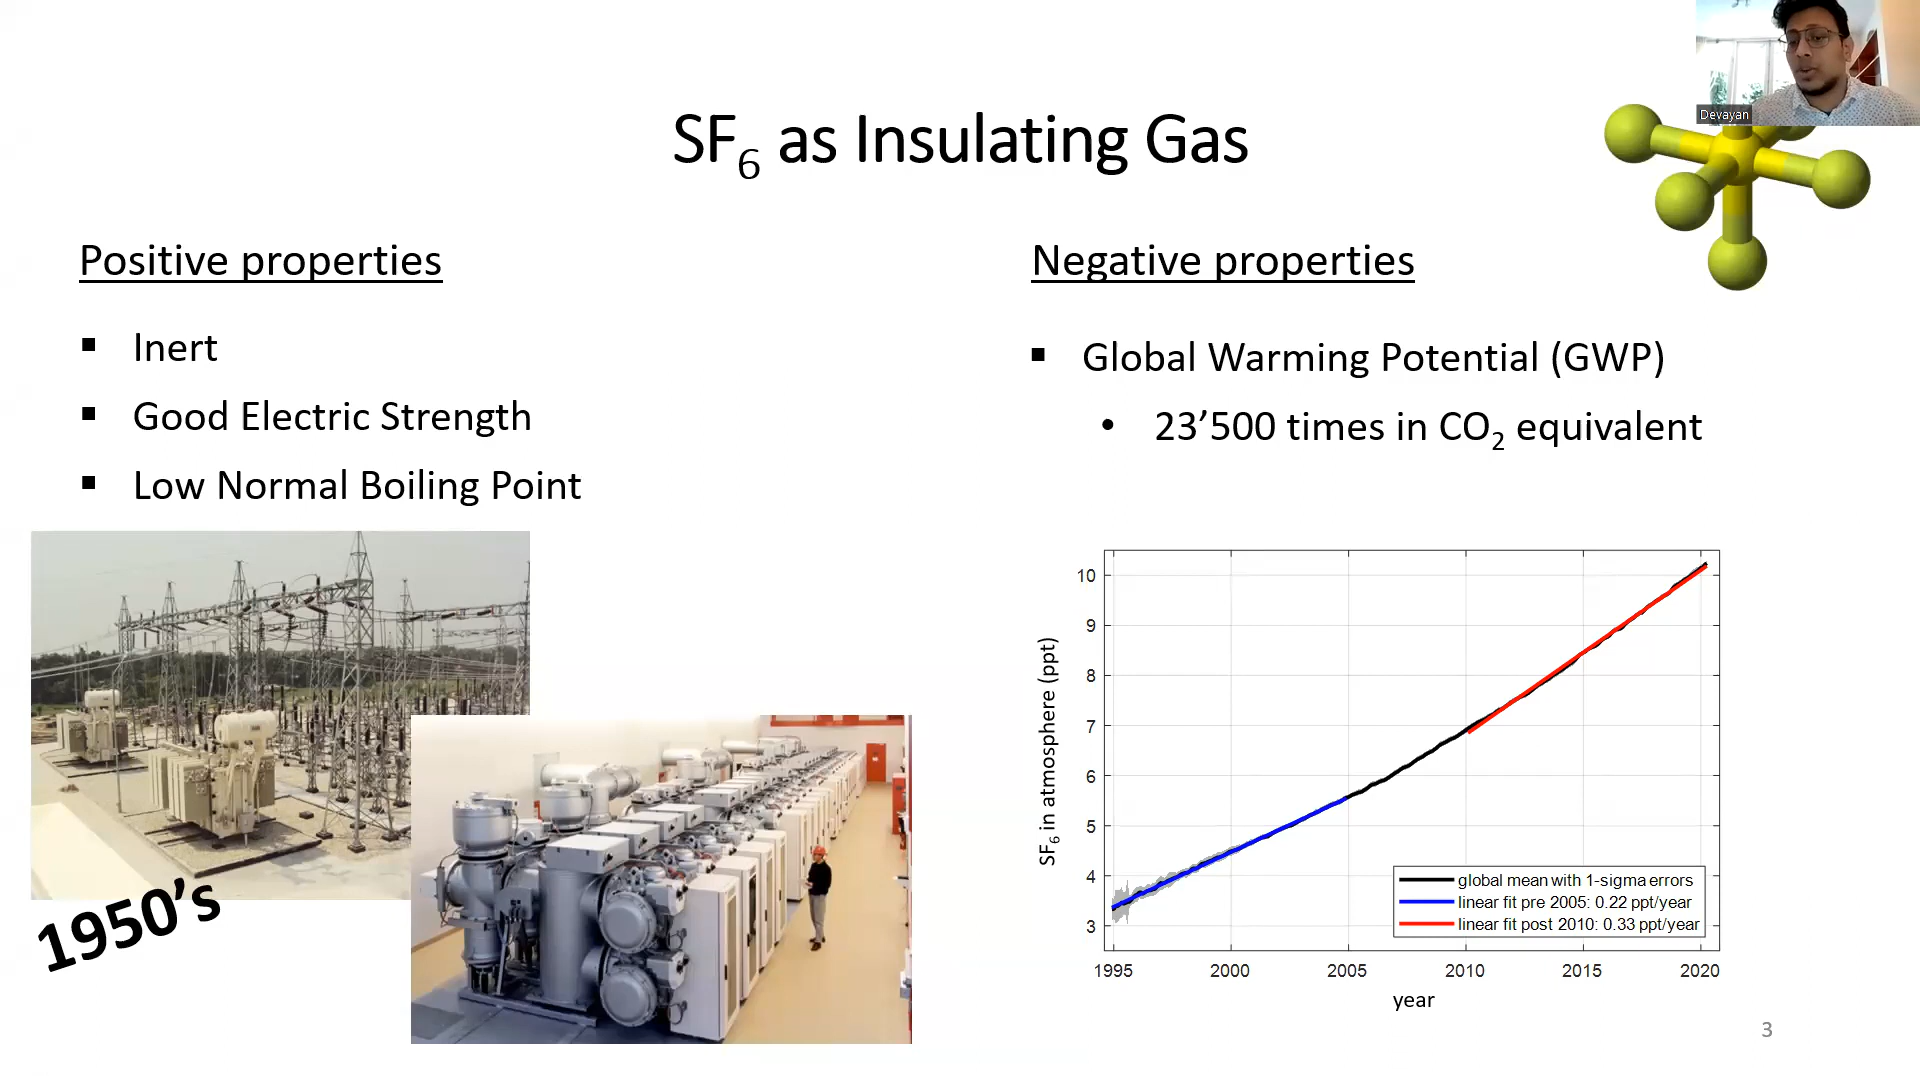 Devayan
SF6 as Insulating Gas
Positive properties
▪ Inert
▪ Good Electric Strength
▪ Low Normal Boiling Point
1950’s
Negative properties
▪ Global Warming Potential (GWP)
• 23’500 times in CO2 equivalent
SF6 in atmosphere (ppt)
10
9
8
7
6
5
4
3
global mean with 1-sigma errors
linear fit pre 2005: 0.22 ppt/year
linear fit post 2010: 0.33 ppt/year
1995 2000 2005 2010 2015 2020
year
3